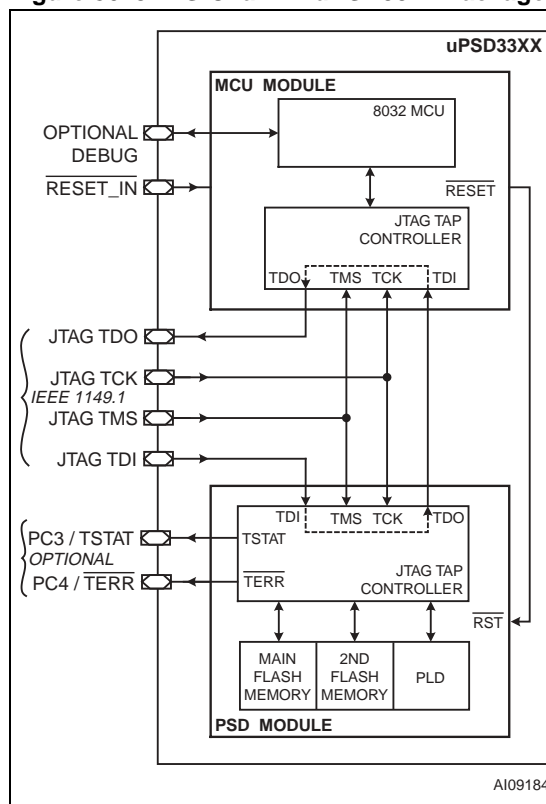 uPSD33XX
MCU MODULE
8032 MCU
OPTIONAL
DEBUG
RESET_IN
RESET
JTAG TAP
CONTROLLER
TDO TMS TCK TDI
JTAG TDO
JTAG TCK
IEEE 1149.1
JTAG TMS
JTAG TDI
TDI TMS TCK TDO
PC3 / TSTAT
TSTAT
OPTIONAL
PC4 / TERR
TERR
JTAG TAP
CONTROLLER
RST
MAIN
FLASH
MEMORY
2ND
FLASH
MEMORY
PLD
PSD MODULE
AI09184